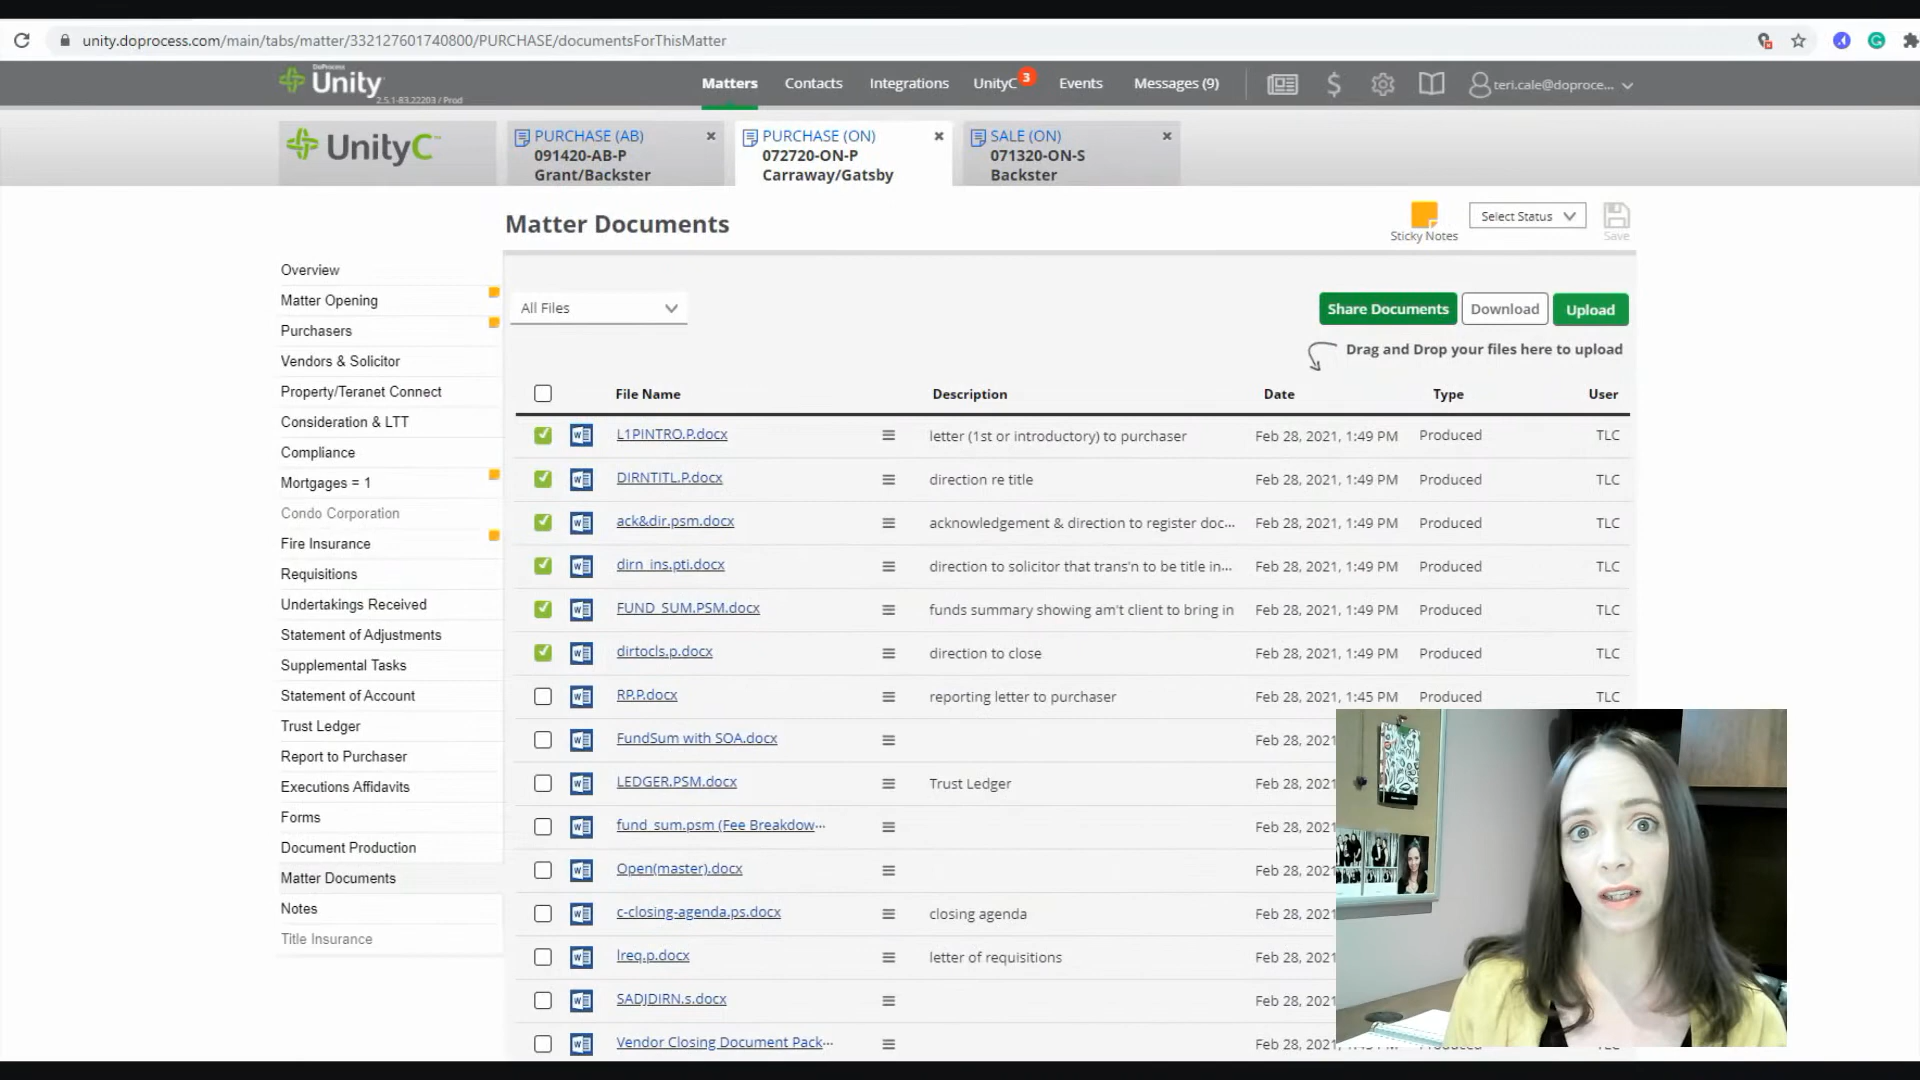 unity.doprocess.com/main/tabs/matter/332127601740800/PURCHASE/documentsForThisMatter
DoProcess
Unity
2.5.1-83.22203 / Prod
Matters
Contacts
Integrations
UnityC 3
Events
Messages (9)
teri.cale@doproce...
UnityC™
PURCHASE (AB)
091420-AB-P
Grant/Backster
PURCHASE (ON)
072720-ON-P
Carraway/Gatsby
SALE (ON)
071320-ON-S
Backster
Matter Documents
Sticky Notes
Select Status
Save
Overview
Matter Opening
Purchasers
Vendors & Solicitor
Property/Teranet Connect
Consideration & LTT
Compliance
Mortgages = 1
Condo Corporation
Fire Insurance
Requisitions
Undertakings Received
Statement of Adjustments
Supplemental Tasks
Statement of Account
Trust Ledger
Report to Purchaser
Executions Affidavits
Forms
Document Production
Matter Documents
Notes
Title Insurance
All Files
Share Documents
Download
Upload
Drag and Drop your files here to upload
File Name Description Date Type User
L1PINTRO.P.docx letter (1st or introductory) to purchaser Feb 28, 2021, 1:49 PM Produced TLC
DIRNTITL.P.docx direction re title Feb 28, 2021, 1:49 PM Produced TLC
ack&dir.psm.docx acknowledgement & direction to register doc... Feb 28, 2021, 1:49 PM Produced TLC
dirn_ins.pti.docx direction to solicitor that trans'n to be title in... Feb 28, 2021, 1:49 PM Produced TLC
FUND_SUM.PSM.docx funds summary showing am't client to bring in Feb 28, 2021, 1:49 PM Produced TLC
dirtocls.p.docx direction to close Feb 28, 2021, 1:49 PM Produced TLC
RP.P.docx reporting letter to purchaser Feb 28, 2021, 1:45 PM Produced TLC
FundSum with SOA.docx Feb 28, 2021
LEDGER.PSM.docx Trust Ledger Feb 28, 2021
fund_sum.psm (Fee Breakdow... Feb 28, 2021
Open(master).docx Feb 28, 2021
c-closing-agenda.ps.docx closing agenda Feb 28, 2021
lreq.p.docx letter of requisitions Feb 28, 2021
SADJDIRN.s.docx Feb 28, 2021
Vendor Closing Document Pack... Feb 28, 2021,